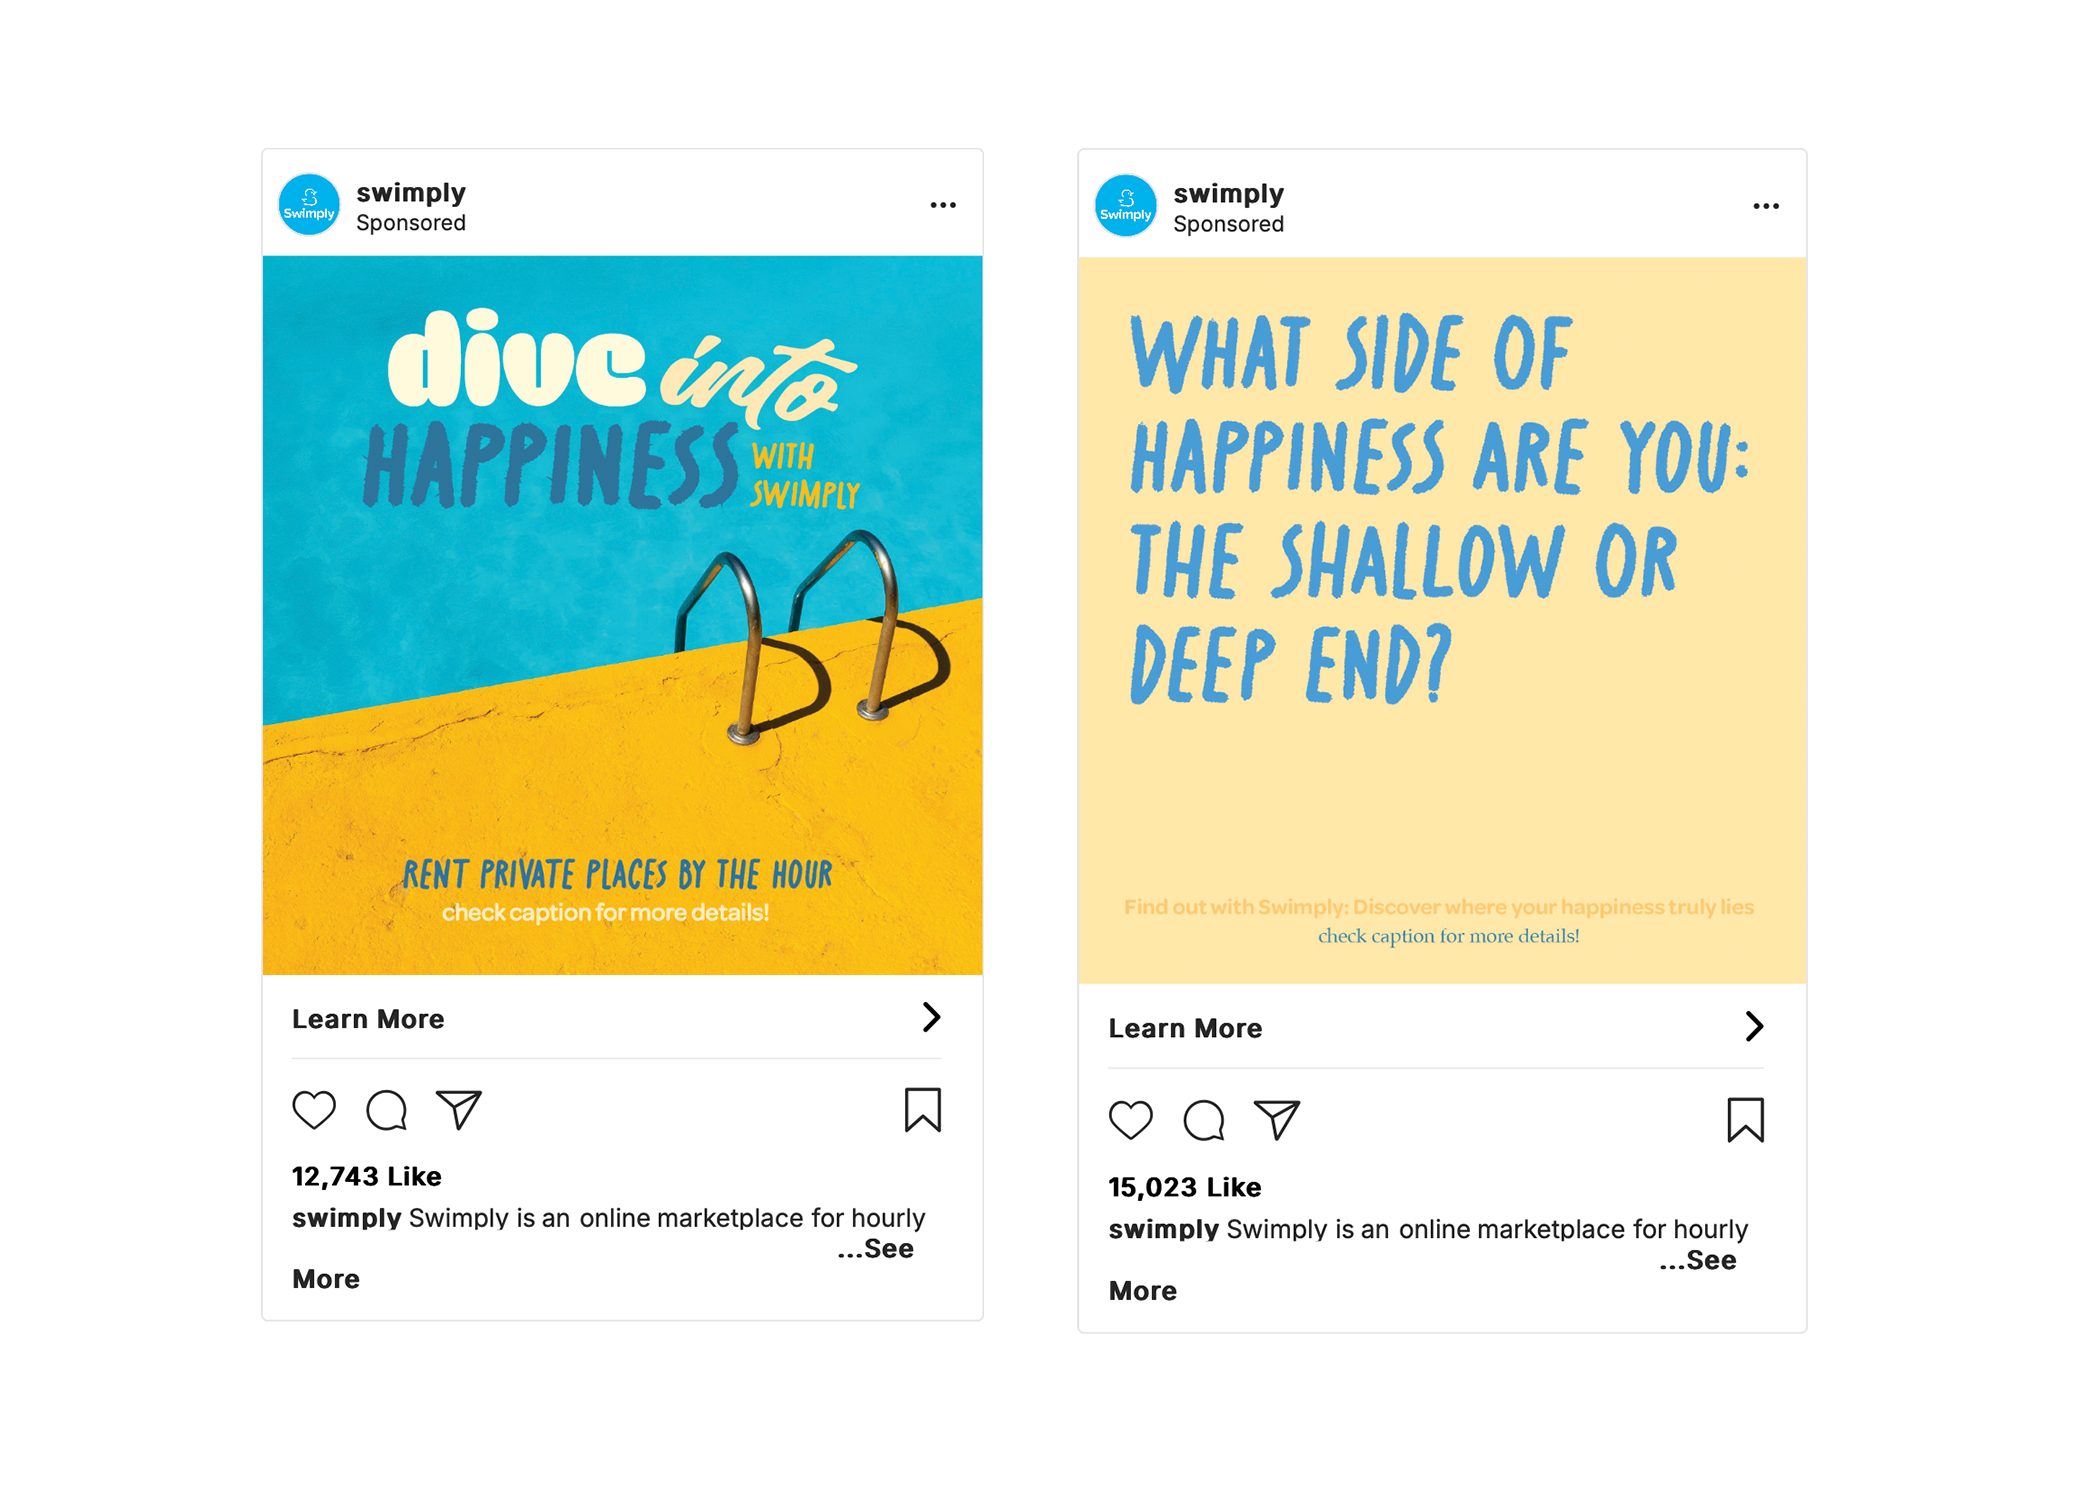 Swimply
swimply
Sponsored
dive into
HAPPINESS
WITH
SWIMPLY
RENT PRIVATE PLACES BY THE HOUR
check caption for more details!
Learn More
12,743 Like
swimply Swimply is an online marketplace for hourly
...See
More
Swimply
swimply
Sponsored
WHAT SIDE OF
HAPPINESS ARE YOU:
THE SHALLOW OR
DEEP END?
Find out with Swimply: Discover where your happiness truly lies
check caption for more details!
Learn More
15,023 Like
swimply Swimply is an online marketplace for hourly
...See
More